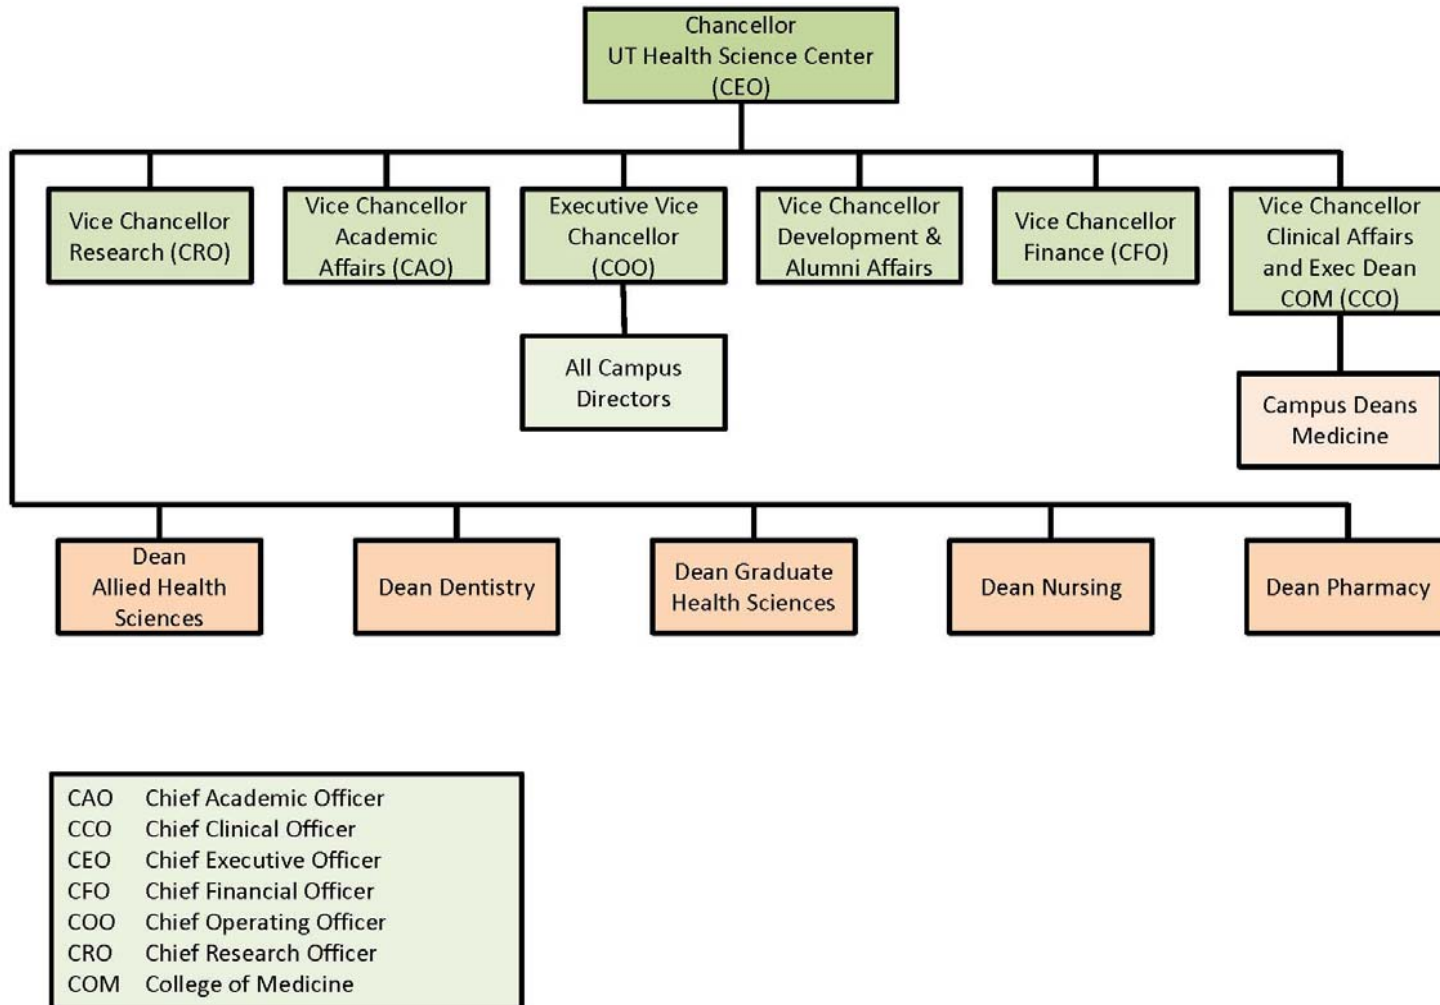 Chancellor
UT Health Science Center
(CEO)
Vice Chancellor
Research (CRO)
Vice Chancellor
Academic
Affairs (CAO)
Executive Vice
Chancellor
(COO)
Vice Chancellor
Development &
Alumni Affairs
Vice Chancellor
Finance (CFO)
Vice Chancellor
Clinical Affairs
and Exec Dean
COM (CCO)
All Campus
Directors
Campus Deans
Medicine
Dean
Allied Health
Sciences
Dean Dentistry
Dean Graduate
Health Sciences
Dean Nursing
Dean Pharmacy
CAO Chief Academic Officer
CCO Chief Clinical Officer
CEO Chief Executive Officer
CFO Chief Financial Officer
COO Chief Operating Officer
CRO Chief Research Officer
COM College of Medicine